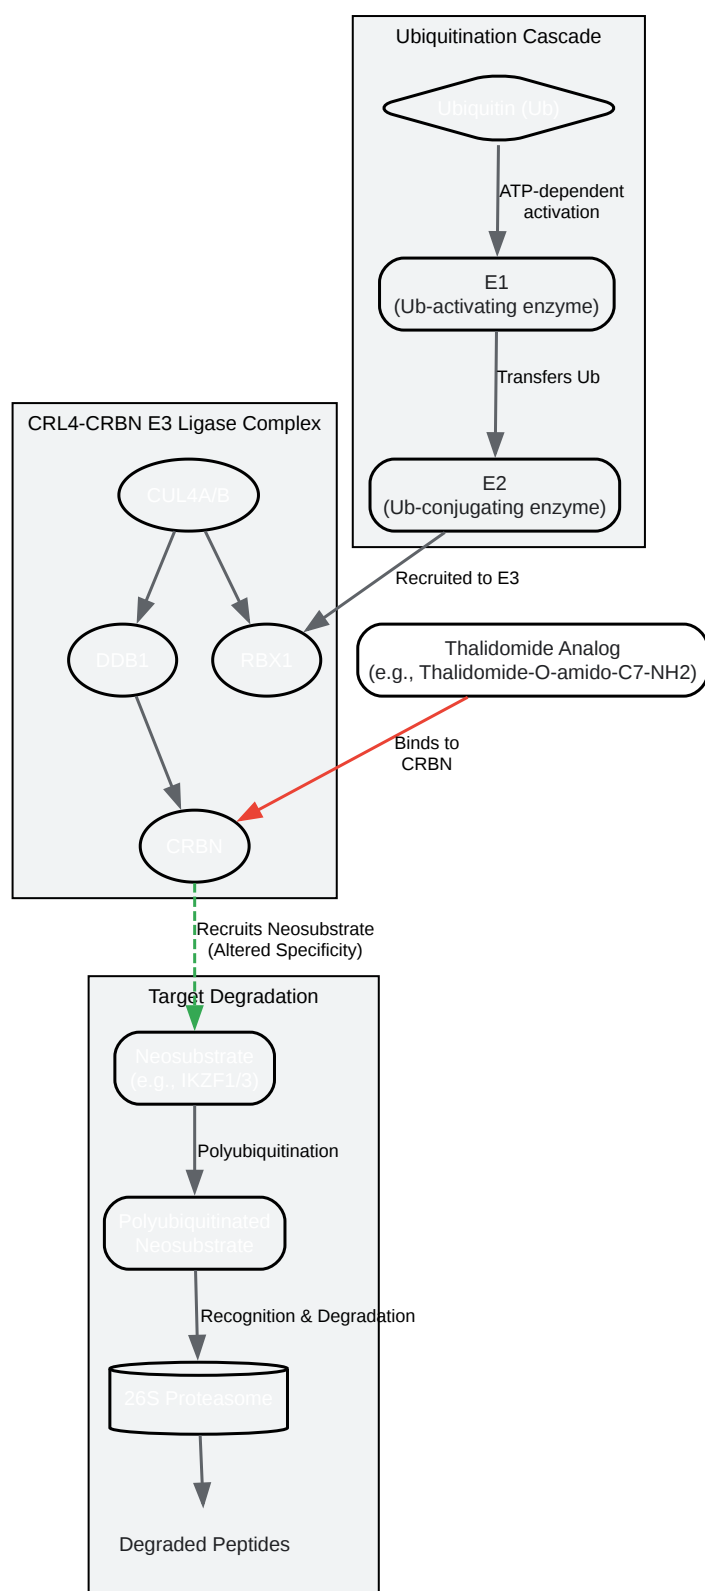 Ubiquitination Cascade
Ubiquitin (Ub)
ATP-dependent
activation
E1
(Ub-activating enzyme)
Transfers Ub
E2
(Ub-conjugating enzyme)
Recruited to E3
CRL4-CRBN E3 Ligase Complex
CUL4A/B
DDB1
RBX1
CRBN
Thalidomide Analog
(e.g., Thalidomide-O-amido-C7-NH2)
Binds to
CRBN
Recruits Neosubstrate
(Altered Specificity)
Target Degradation
Neosubstrate
(e.g., IKZF1/3)
Polyubiquitination
Polyubiquitinated
Neosubstrate
Recognition & Degradation
26S Proteasome
Degraded Peptides